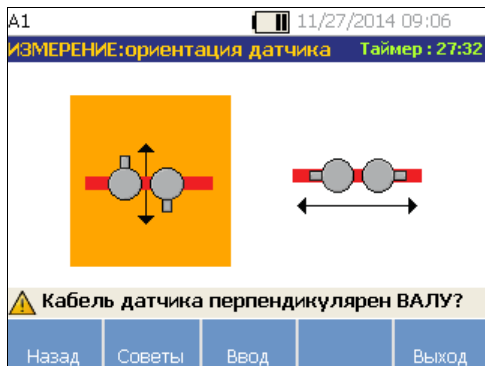 A1 11/27/2014 09:06
ИЗМЕРЕНИЕ:ориентация датчика Таймер : 27:32
Кабель датчика перпендикулярен ВАЛУ?
Назад Советы Ввод Выход